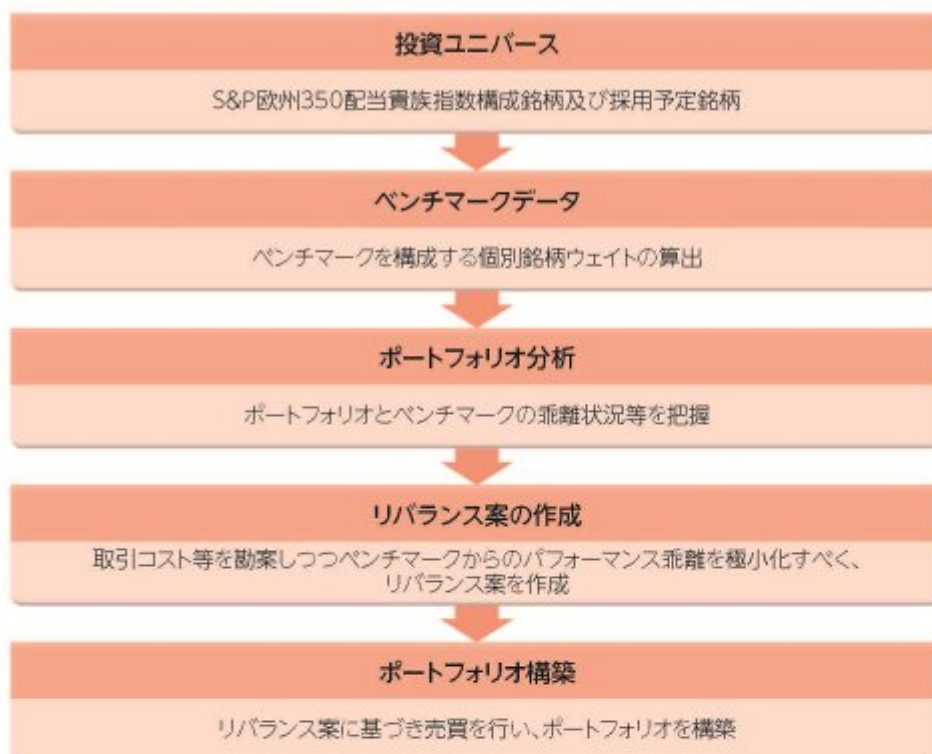 投資ユニバース
S&P欧州350配当貴族指数構成銘柄及び採用予定銘柄
ベンチマークデータ
ベンチマークを構成する個別銘柄ウェイトの算出
ポートフォリオ分析
ポートフォリオとベンチマークの乖離状況等を把握
リバランス案の作成
取引コスト等を勘案しつつベンチマークからのパフォーマンス乖離を極小化すべく、
リバランス案を作成
ポートフォリオ構築
リバランス案に基づき売買を行い、ポートフォリオを構築